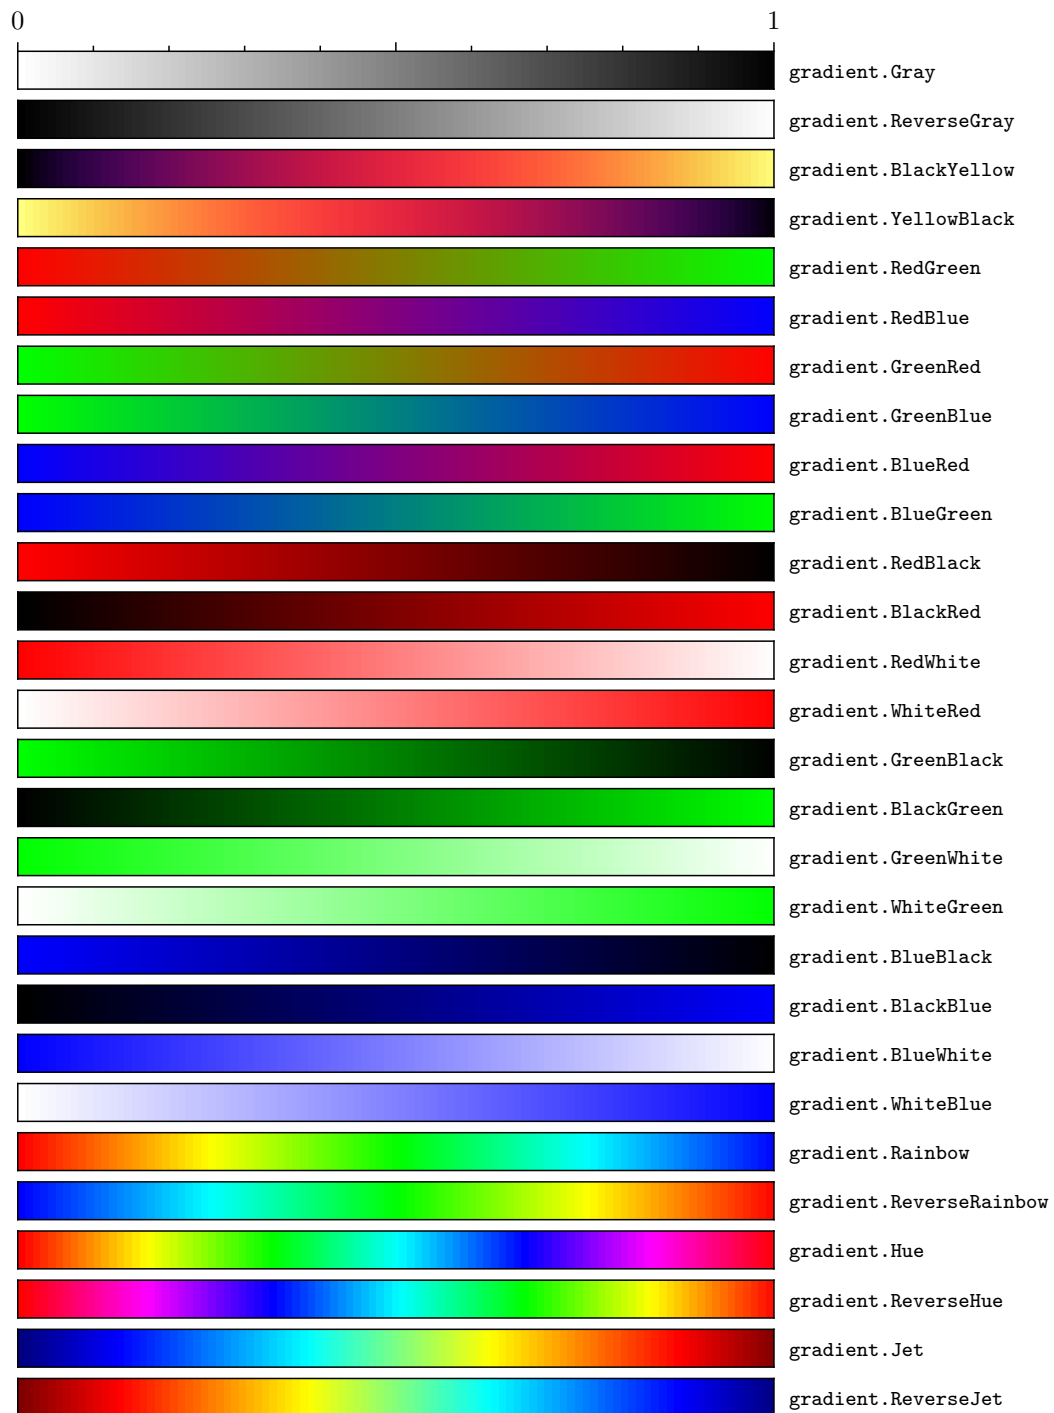 0 1
gradient.Gray
gradient.ReverseGray
gradient.BlackYellow
gradient.YellowBlack
gradient.RedGreen
gradient.RedBlue
gradient.GreenRed
gradient.GreenBlue
gradient.BlueRed
gradient.BlueGreen
gradient.RedBlack
gradient.BlackRed
gradient.RedWhite
gradient.WhiteRed
gradient.GreenBlack
gradient.BlackGreen
gradient.GreenWhite
gradient.WhiteGreen
gradient.BlueBlack
gradient.BlackBlue
gradient.BlueWhite
gradient.WhiteBlue
gradient.Rainbow
gradient.ReverseRainbow
gradient.Hue
gradient.ReverseHue
gradient.Jet
gradient.ReverseJet